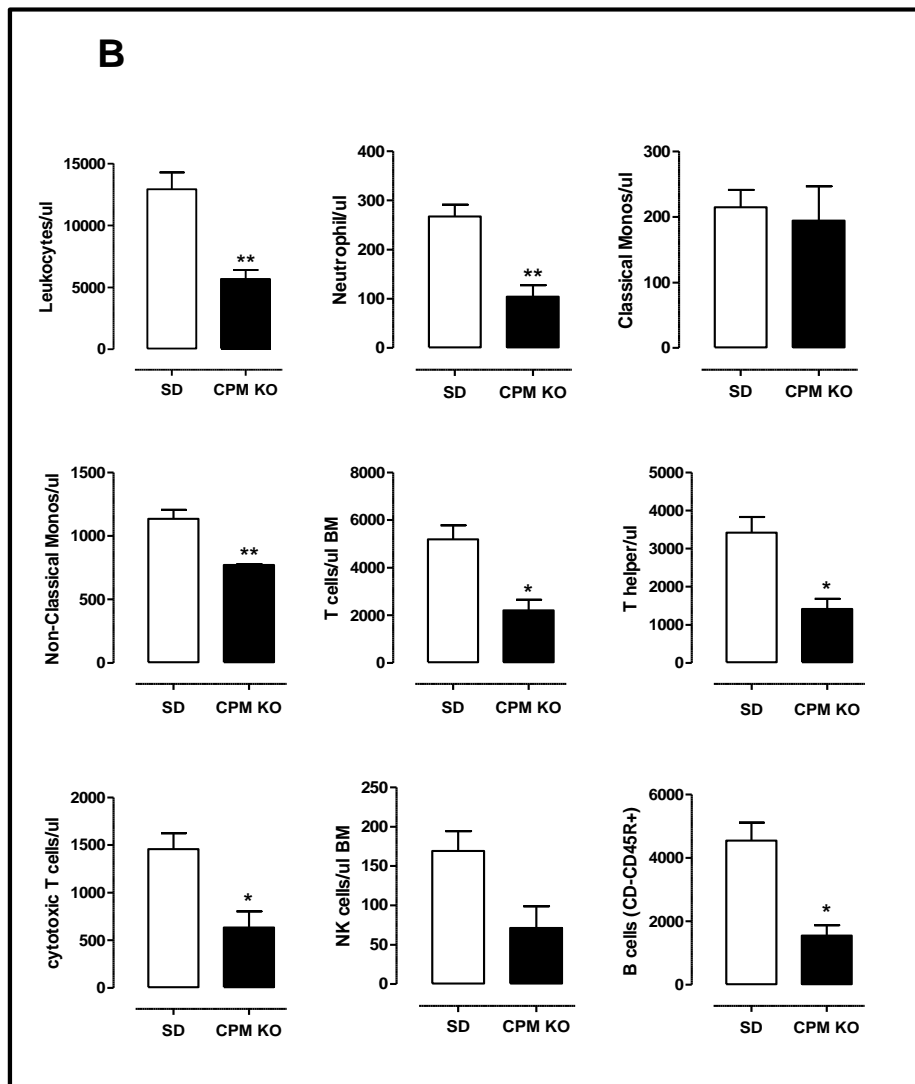 B
Leukocytes/ul
15000
10000
5000
0
**
SD CPM KO
Neutrophil/ul
400
300
200
100
0
**
SD CPM KO
Classical Monos/ul
300
200
100
0
SD CPM KO
Non-Classical Monos/ul
1500
1000
500
0
**
SD CPM KO
T cells/ul BM
8000
6000
4000
2000
0
*
SD CPM KO
T helper/ul
5000
4000
3000
2000
1000
0
*
SD CPM KO
cytotoxic T cells/ul
2000
1500
1000
500
0
*
SD CPM KO
NK cells/ul BM
250
200
150
100
50
0
SD CPM KO
B cells (CD-CD45R+)
6000
4000
2000
0
*
SD CPM KO